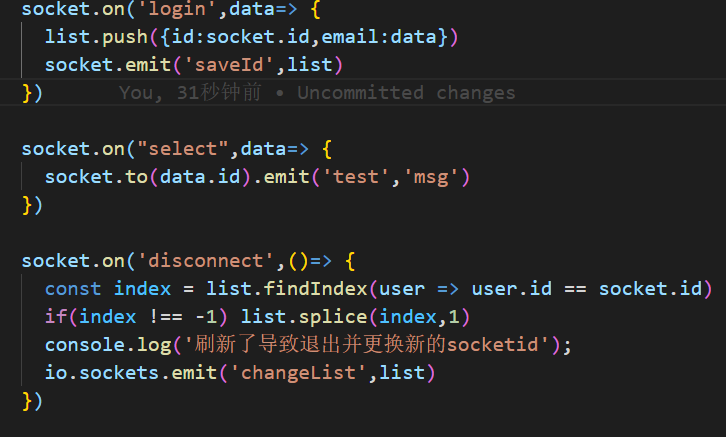 socket.on('login',data=> {
list.push({id:socket.id,email:data})
socket.emit('saveId',list)
})    You, 31秒钟前 • Uncommitted changes
socket.on("select",data=> {
socket.to(data.id).emit('test','msg')
})
socket.on('disconnect',()=> {
const index = list.findIndex(user => user.id == socket.id)
if(index !== -1) list.splice(index,1)
console.log('刷新了导致退出并更换新的socketid');
io.sockets.emit('changeList',list)
})